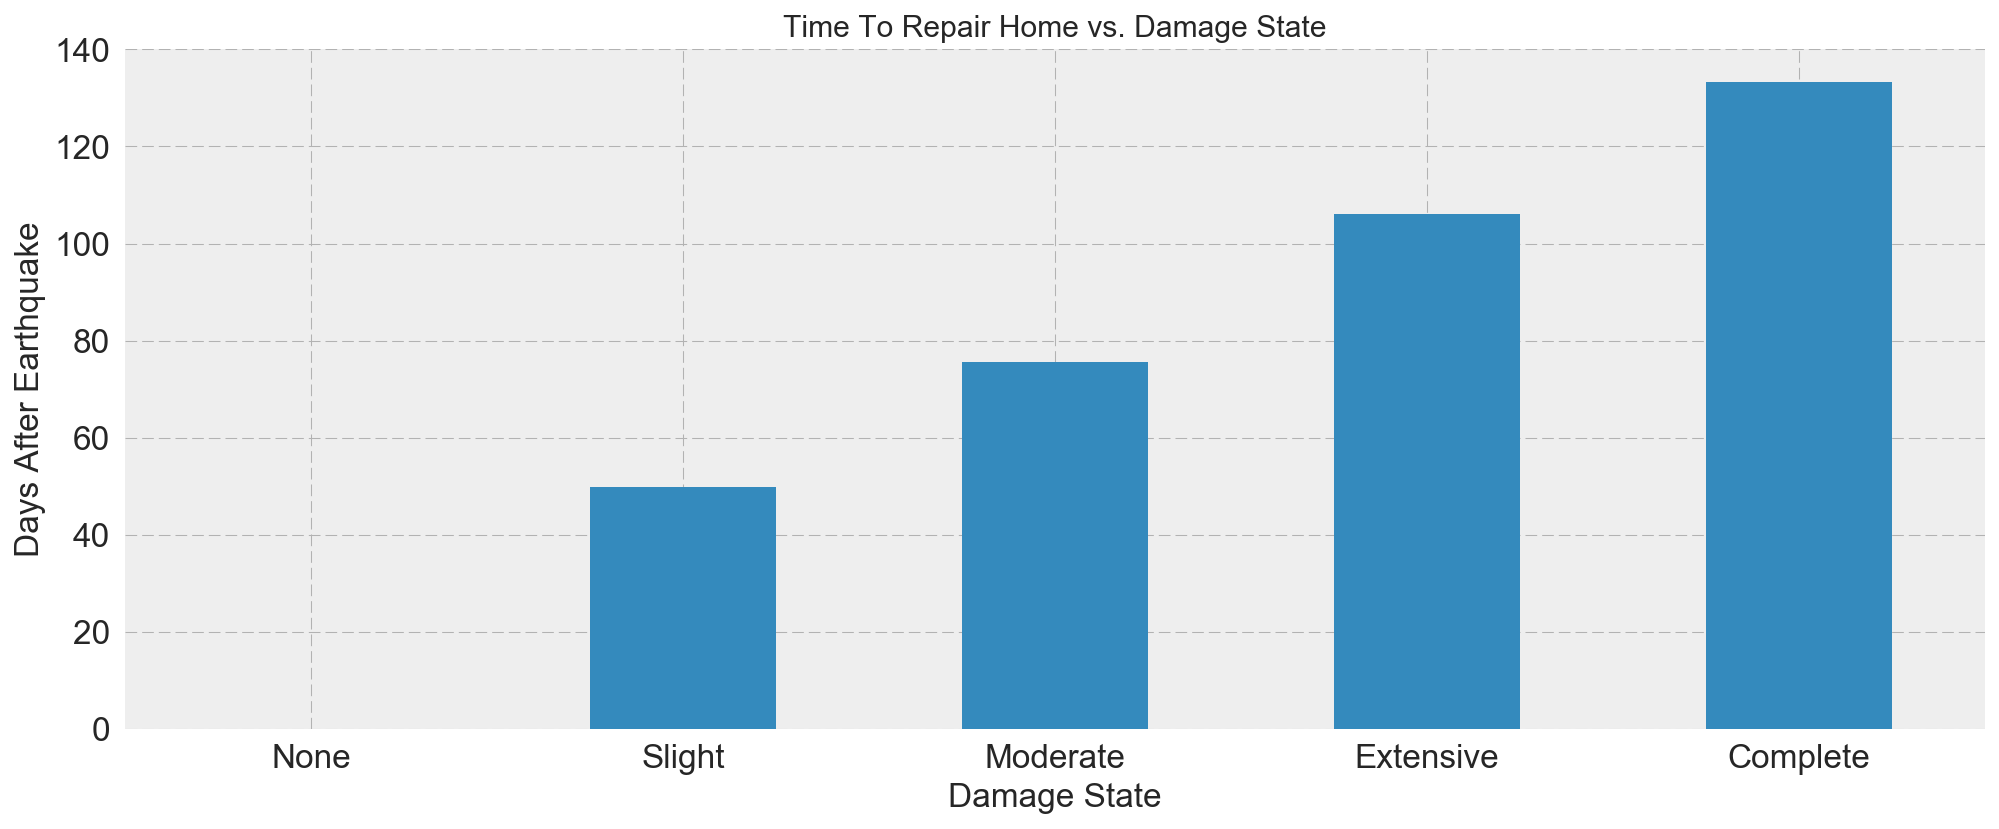 Time To Repair Home vs. Damage State
140
120
100
80
60
40
20
0
Days After Earthquake
None Slight Moderate Extensive Complete
Damage State